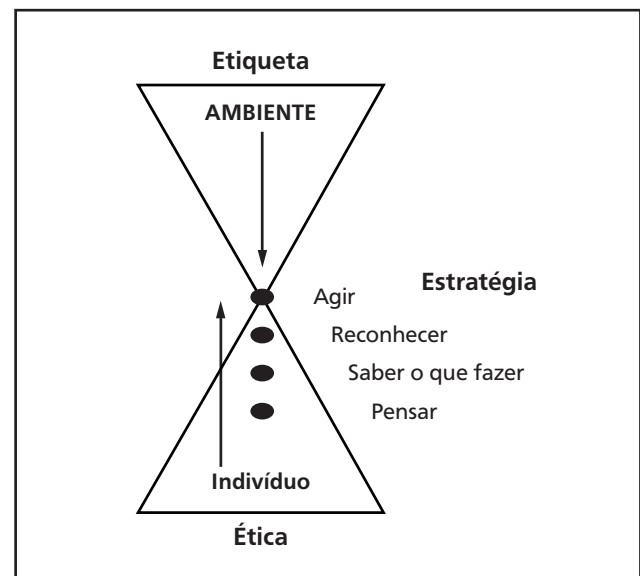 Etiqueta
AMBIENTE
Estratégia
Agir
Reconhecer
Saber o que fazer
Pensar
Indivíduo
Ética